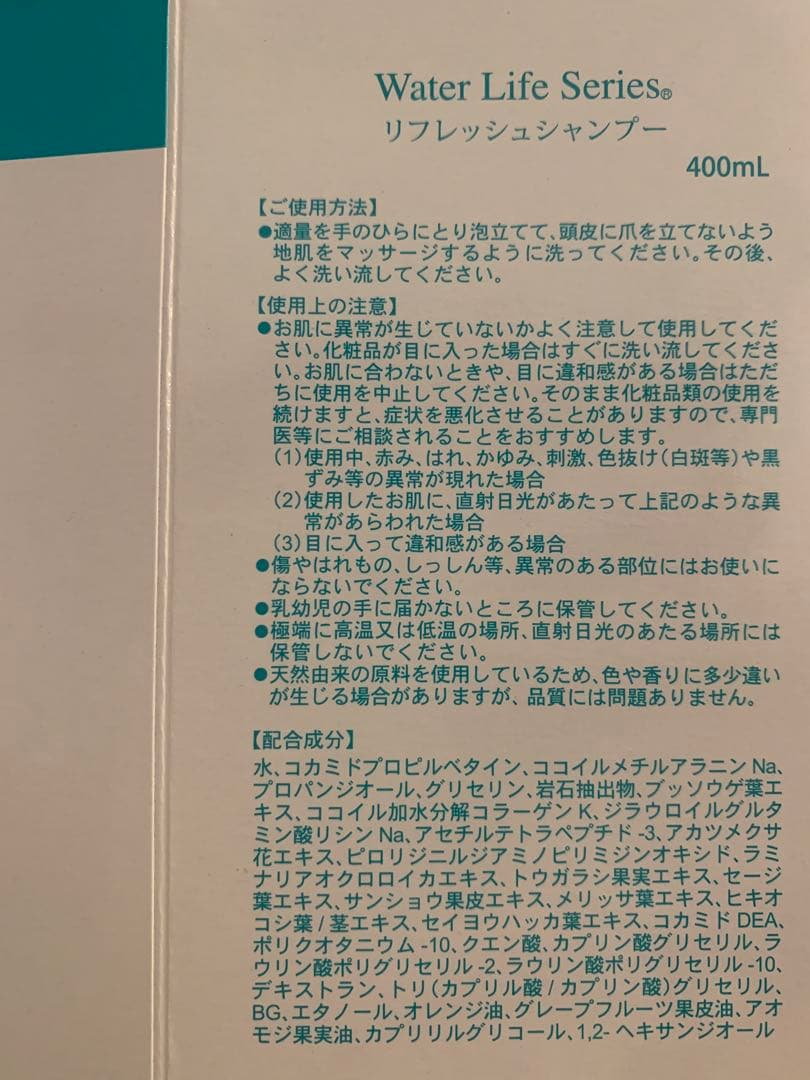 Water Life Series®
リフレッシュシャンプー
400mL
【ご使用方法】
●適量を手のひらにとり泡立てて、頭皮に爪を立てないよう
地肌をマッサージするように洗ってください。その後、
よく洗い流してください。
【使用上の注意】
●お肌に異常が生じていないかよく注意して使用してくだ
さい。化粧品が目に入った場合はすぐに洗い流してくださ
い。お肌に合わないときや、目に違和感がある場合はただ
ちに使用を中止してください。そのまま化粧品類の使用を
続けますと、症状を悪化させることがありますので、専門
医等にご相談されることをおすすめします。
(1)使用中、赤み、はれ、かゆみ、刺激、色抜け(白斑等)や黒
ずみ等の異常が現れた場合
(2)使用したお肌に、直射日光があたって上記のような異
常があらわれた場合
(3)目に入って違和感がある場合
●傷やはれもの、しっしん等、異常のある部位にはお使いに
ならないでください。
●乳幼児の手に届かないところに保管してください。
●極端に高温又は低温の場所、直射日光のあたる場所には
保管しないでください。
●天然由来の原料を使用しているため、色や香りに多少違い
が生じる場合がありますが、品質には問題ありません。
【配合成分】
水、コカミドプロピルベタイン、ココイルメチルアラニン Na、
プロパンジオール、グリセリン、岩石抽出物、ブッソウゲ葉エ
キス、ココイル加水分解コラーゲン K、ジラウロイルグルタ
ミン酸リシン Na、アセチルテトラペプチド -3、アカツメクサ
花エキス、ピロリジニルジアミノピリミジンオキシド、ラミ
ナリアオクロロイカエキス、トウガラシ果実エキス、セージ
葉エキス、サンショウ果皮エキス、メリッサ葉エキス、ヒキオ
コシ葉 / 茎エキス、セイヨウハッカ葉エキス、コカミド DEA、
ポリクオタニウム -10、クエン酸、カプリン酸グリセリル、ラ
ウリン酸ポリグリセリル -2、ラウリン酸ポリグリセリル -10、
デキストラン、トリ(カプリル酸 / カプリン酸)グリセリル、
BG、エタノール、オレンジ油、グレープフルーツ果皮油、アオ
モジ果実油、カプリリルグリコール、1,2- ヘキサンジオール